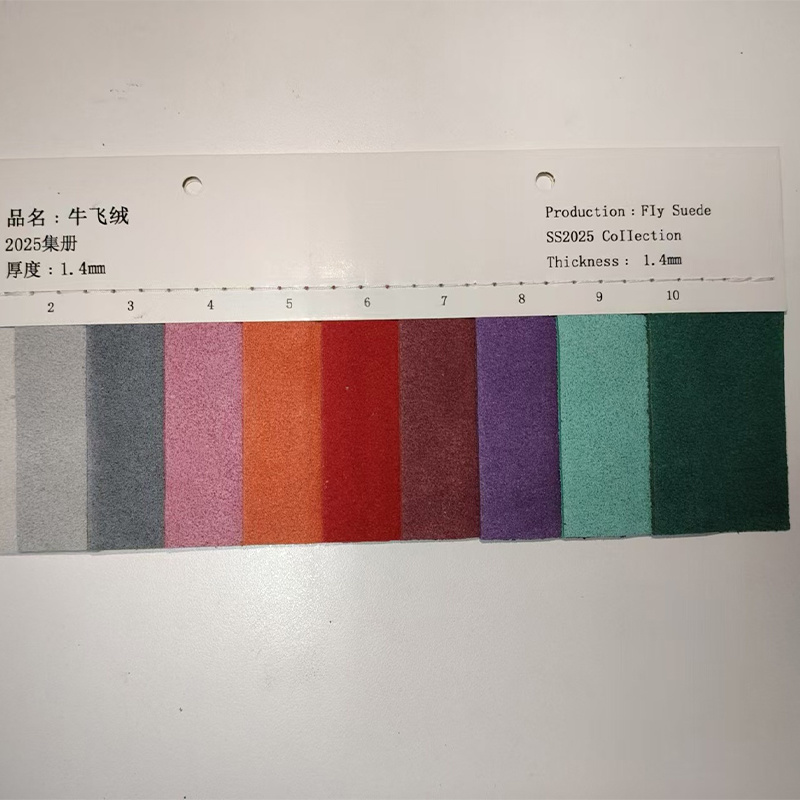 品名：牛飞绒
2025集册
厚度：1.4mm
Production：Fly Suede
SS2025 Collection
Thickness： 1.4mm
2 3 4 5 6 7 8 9 10